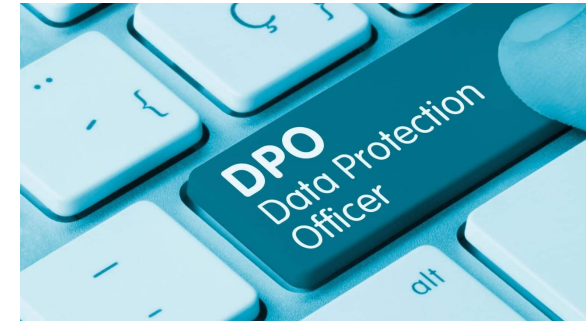 Ç
¨
{
´
DPO
Data Protection
Officer
_
-
alt